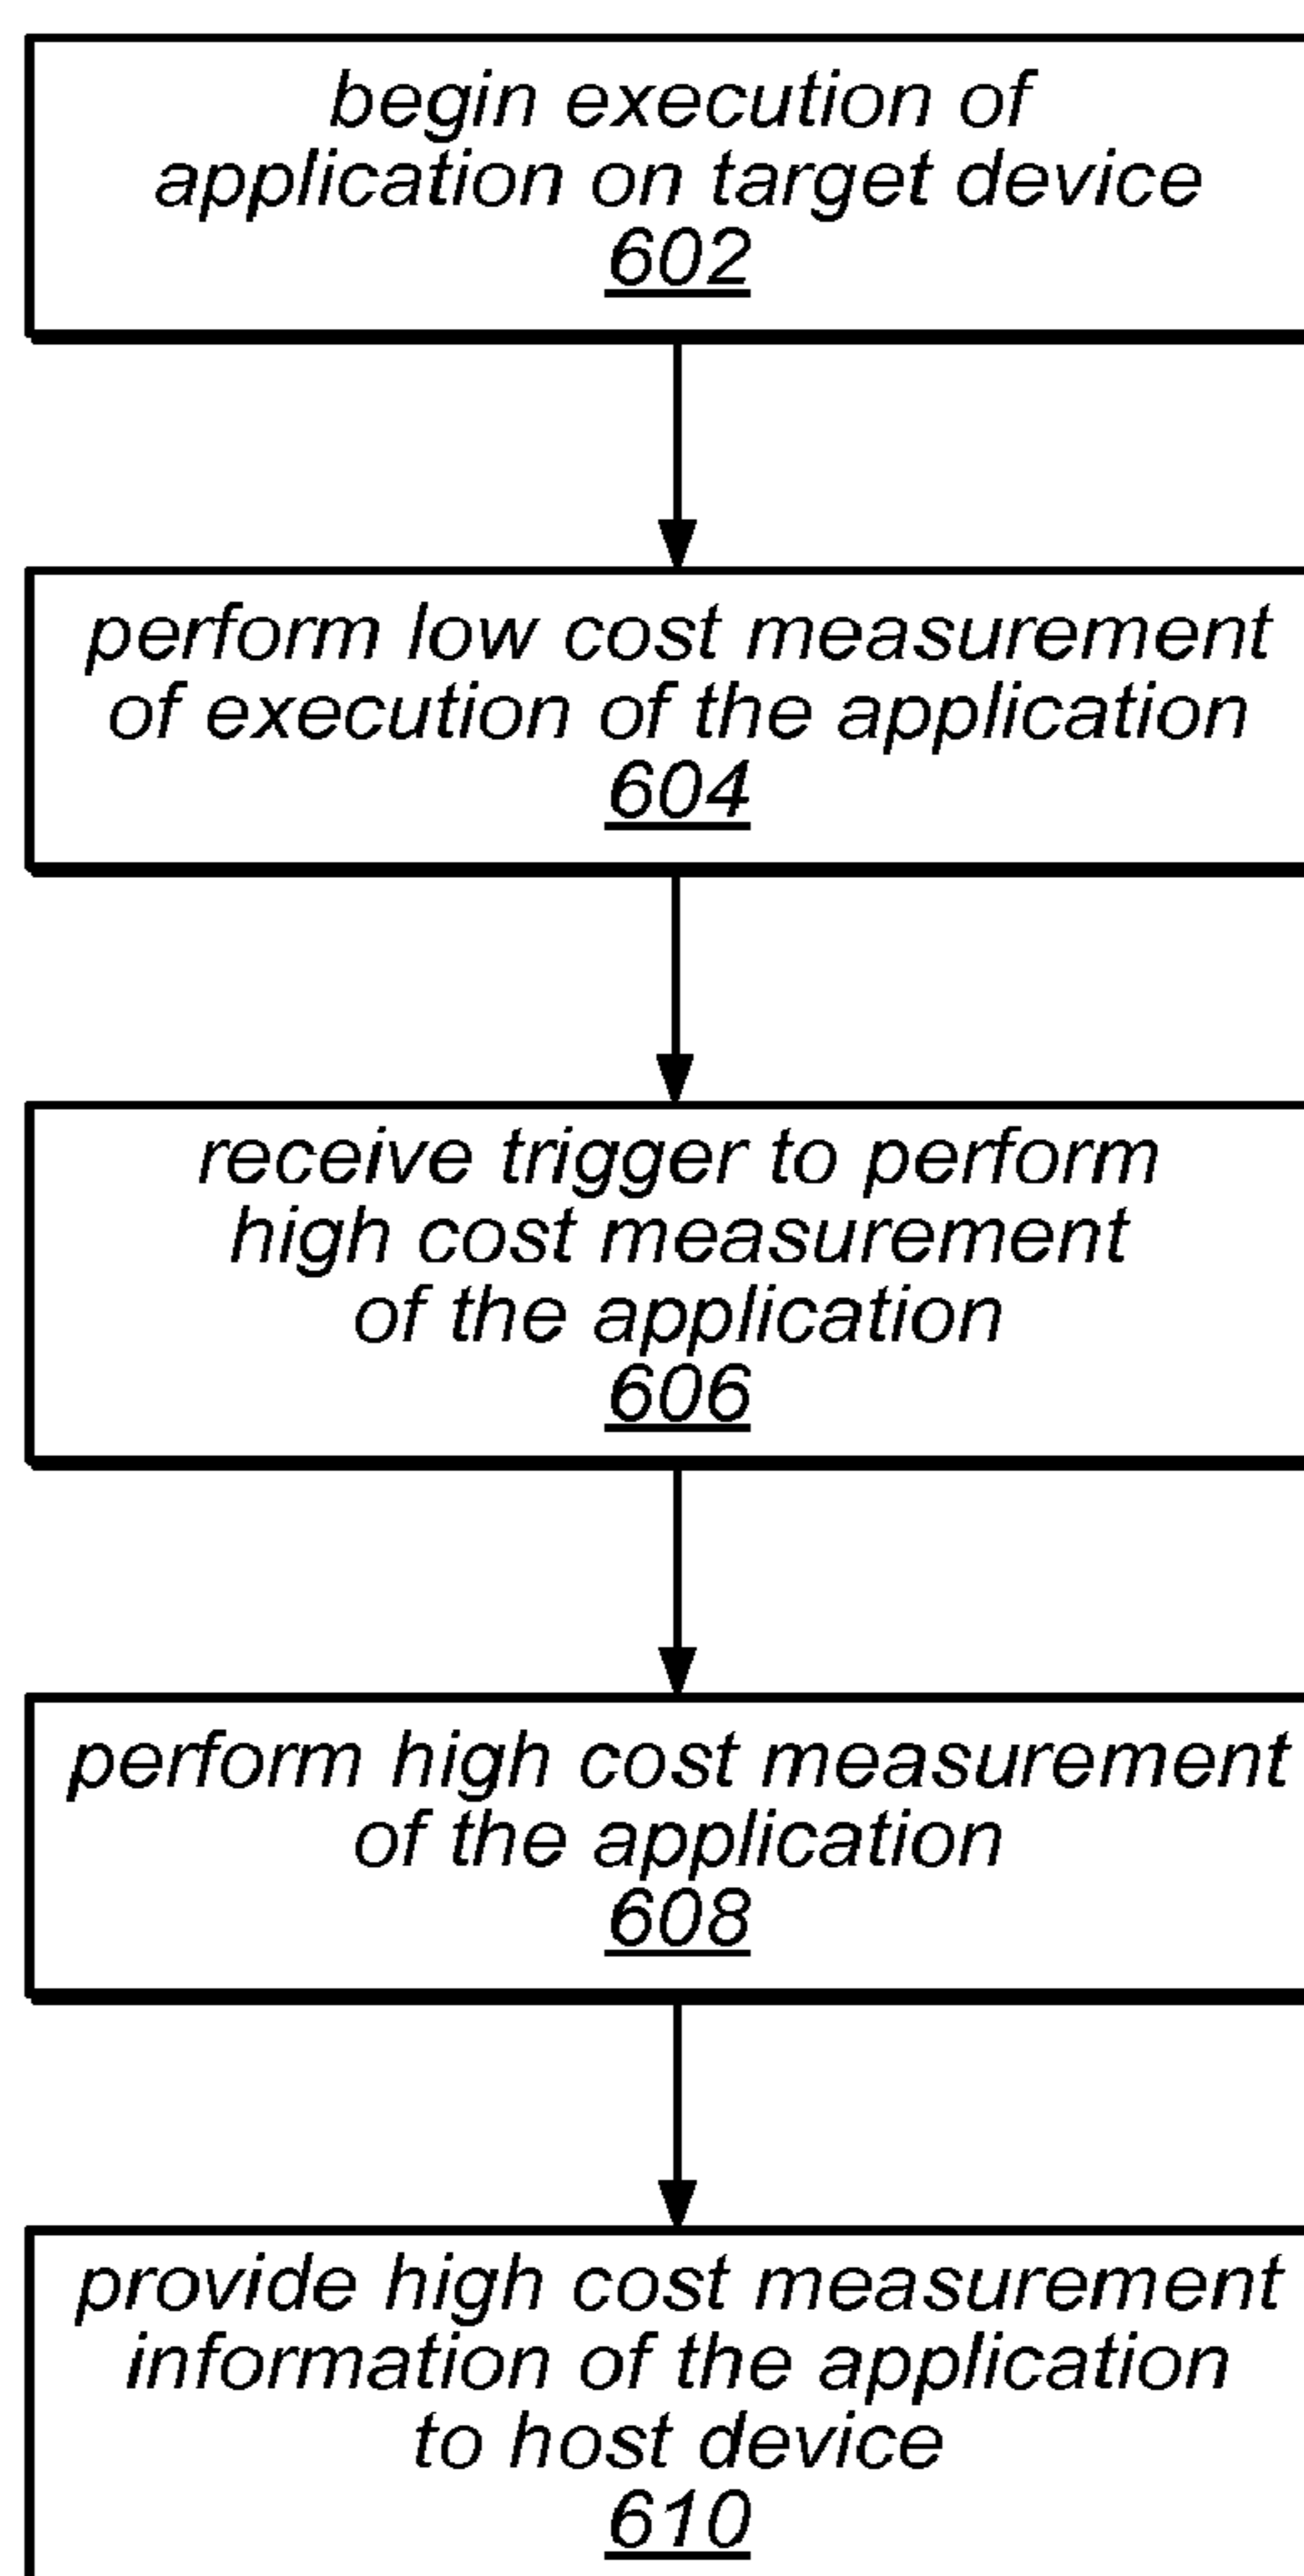 begin execution of
application on target device
602
perform low cost measurement
of execution of the application
604
receive trigger to perform
high cost measurement
of the application
606
perform high cost measurement
of the application
608
provide high cost measurement
information of the application
to host device
610